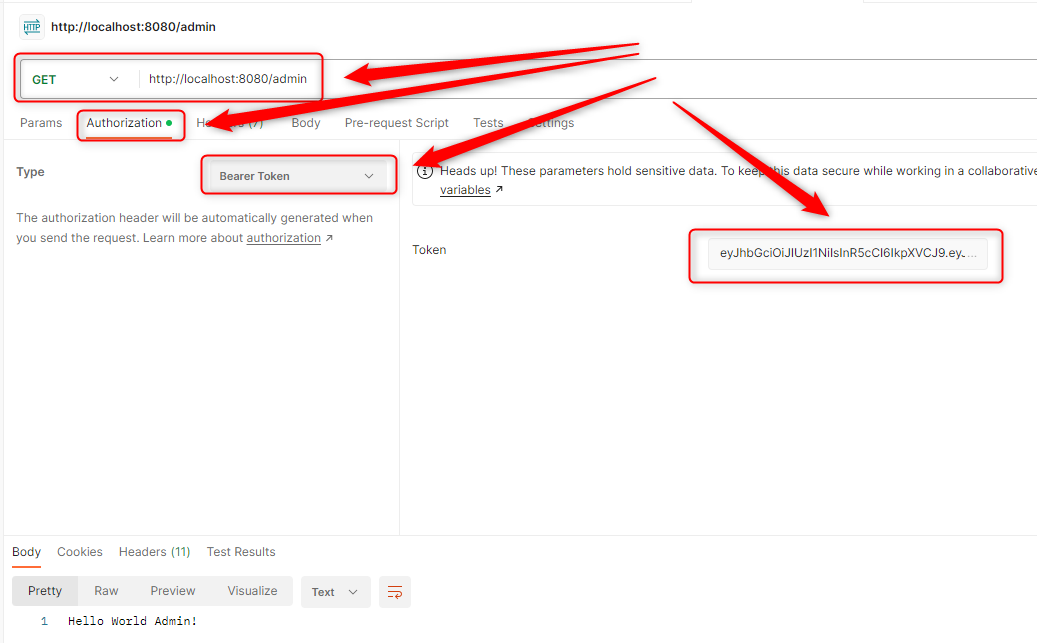 HTTP http://localhost:8080/admin
GET http://localhost:8080/admin
Params Authorization Headers (7) Body Pre-request Script Tests Settings
Type Bearer Token
The authorization header will be automatically generated when
you send the request. Learn more about authorization ↗
Heads up! These parameters hold sensitive data. To keep this data secure while working in a collaborative
variables ↗
Token eyJhbGciOiJIUzI1NiIsInR5cCI6IkpXVCJ9.eyJ...
Body Cookies Headers (11) Test Results
Pretty Raw Preview Visualize Text
1 Hello World Admin!